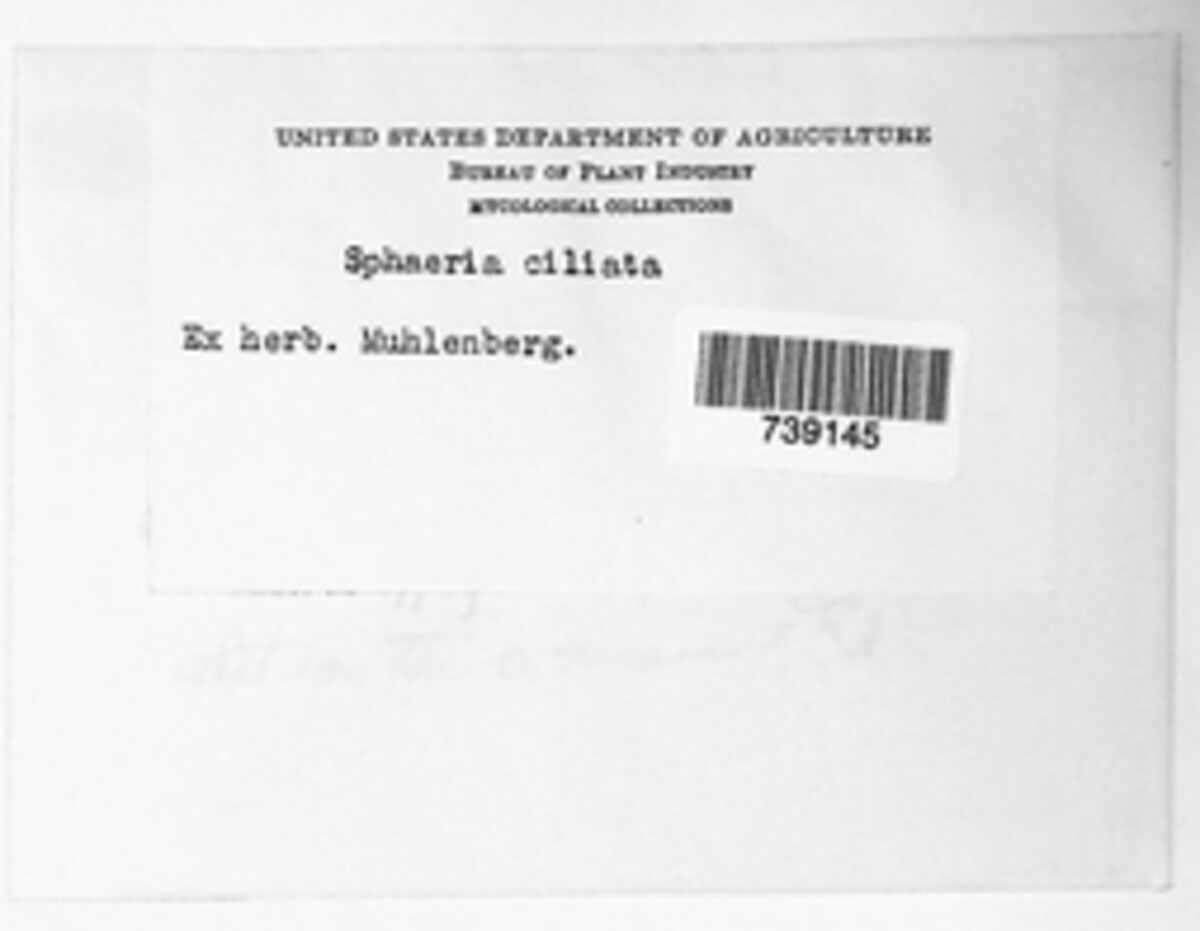 UNITED STATES DEPARTMENT OF AGRICULTURE
BUREAU OF PLANT INDUSTRY
MYCOLOGICAL COLLECTIONS
Sphaeria ciliata
Ex herb. Muhlenberg.
739145